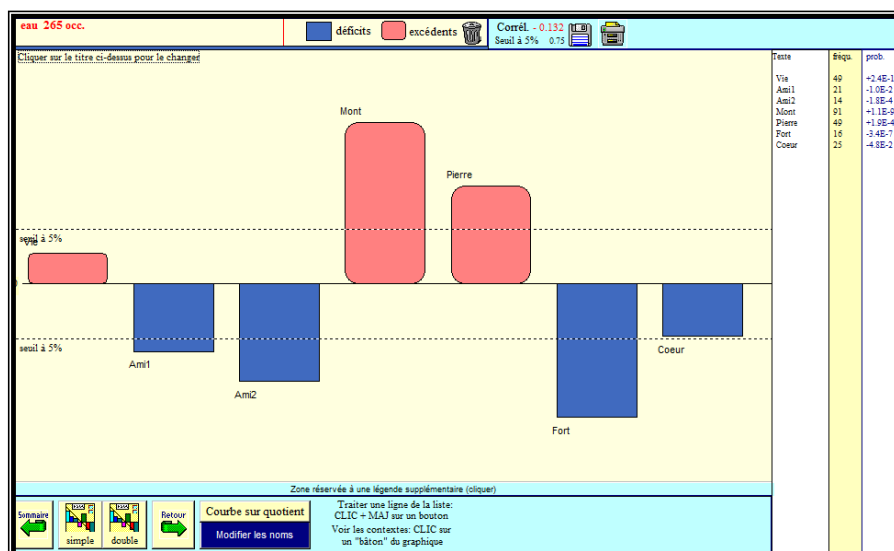 eau 265 occ.
déficits
excédents
Corrél. - 0.132
Seuil à 5% 0.75
Cliquer sur le titre ci-dessus pour le changer
Texte fréqu. prob.
Vie 49 +2.4E-1
Ami1 21 -1.0E-2
Ami2 14 -1.8E-4
Mont 91 +1.1E-9
Pierre 49 +1.9E-4
Fort 16 -3.4E-7
Coeur 25 -4.8E-2
Mont
Pierre
seuil à 5%
Vie
0
seuil à 5%
Ami1
Coeur
Ami2
Fort
Zone réservée à une légende supplémentaire (cliquer)
Sommaire
simple
double
Retour
Courbe sur quotient
Modifier les noms
Traiter une ligne de la liste:
CLIC + MAJ sur un bouton
Voir les contextes: CLIC sur
un "bâton" du graphique